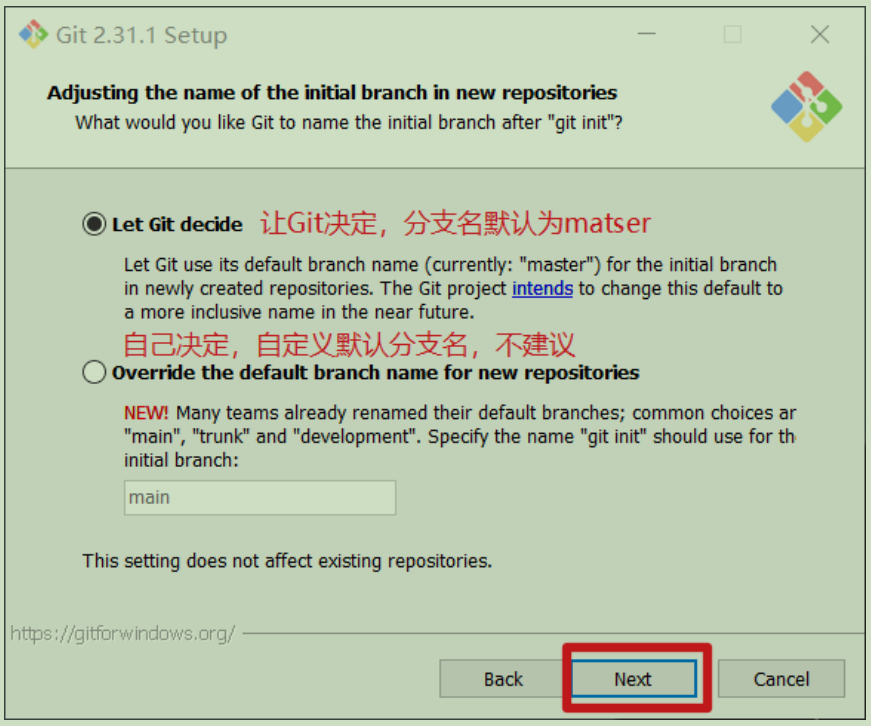 Git 2.31.1 Setup
Adjusting the name of the initial branch in new repositories
What would you like Git to name the initial branch after "git init"?
Let Git decide 让Git决定，分支名默认为matser
Let Git use its default branch name (currently: "master") for the initial branch
in newly created repositories. The Git project intends to change this default to
a more inclusive name in the near future.
自己决定，自定义默认分支名，不建议
Override the default branch name for new repositories
NEW! Many teams already renamed their default branches; common choices ar
"main", "trunk" and "development". Specify the name "git init" should use for th
initial branch:
main
This setting does not affect existing repositories.
https://gitforwindows.org/
Back Next Cancel